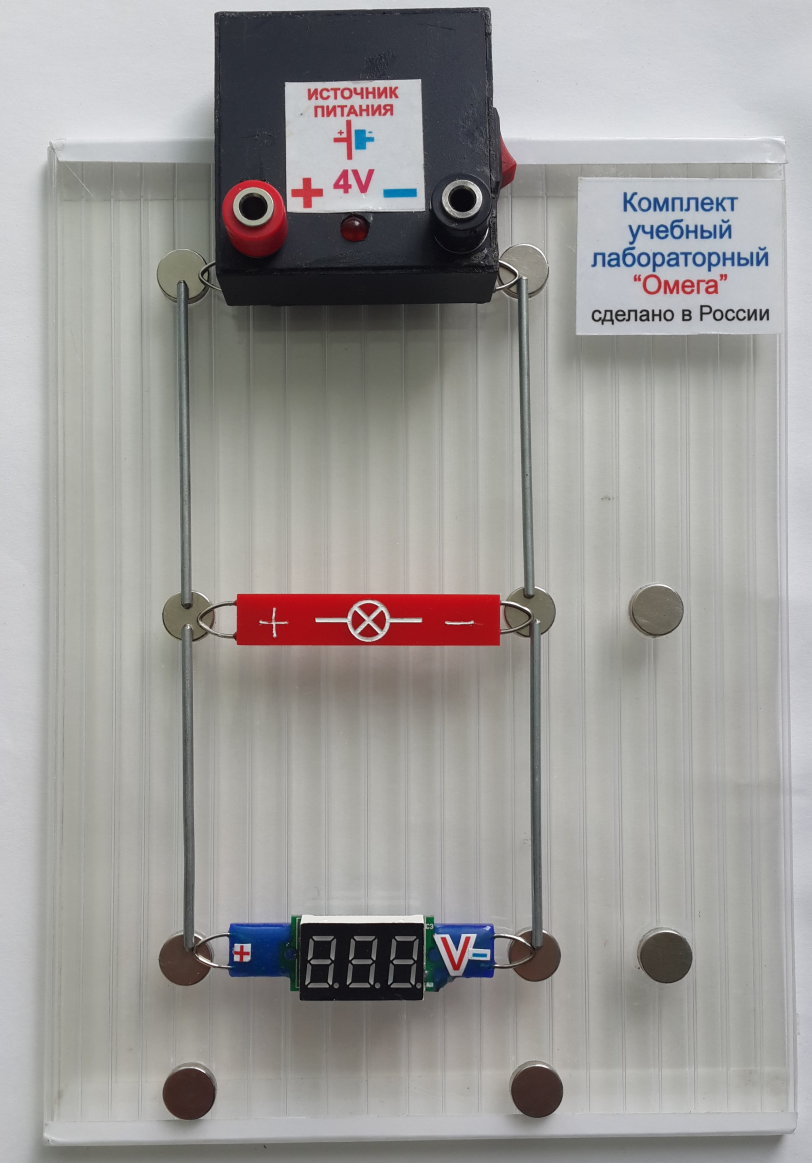 ИСТОЧНИК
ПИТАНИЯ
+ -
+ 4V −
Комплект
учебный
лабораторный
“Омега”
сделано в России
+ −
+ V−